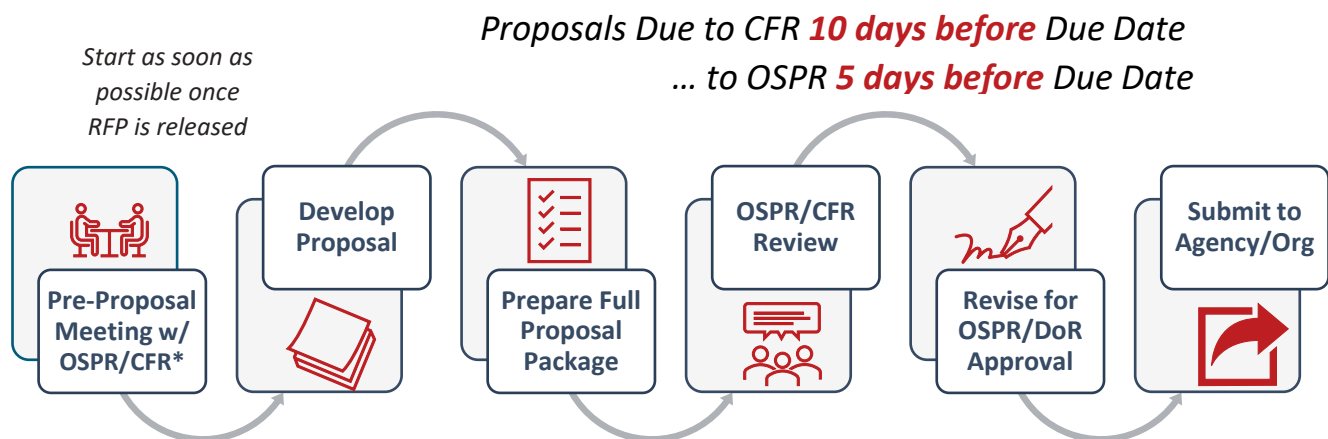 Proposals Due to CFR 10 days before Due Date
... to OSPR 5 days before Due Date
Start as soon as
possible once
RFP is released
Pre-Proposal
Meeting w/
OSPR/CFR*
Develop
Proposal
Prepare Full
Proposal
Package
OSPR/CFR
Review
Revise for
OSPR/DoR
Approval
Submit to
Agency/Org